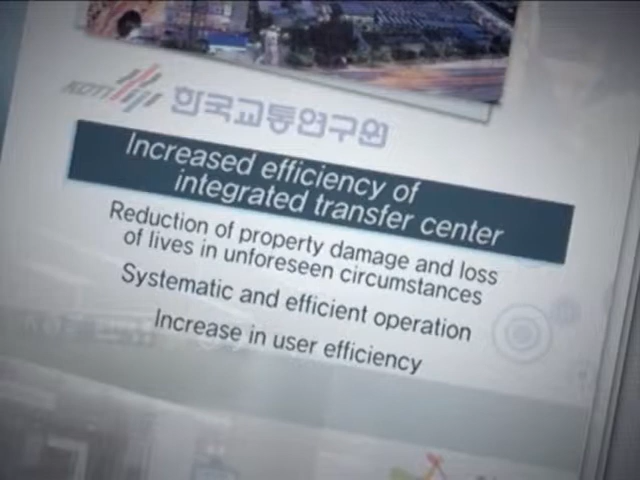 KOTI 한국교통연구원
Increased efficiency of
integrated transfer center
Reduction of property damage and loss
of lives in unforeseen circumstances
Systematic and efficient operation
Increase in user efficiency